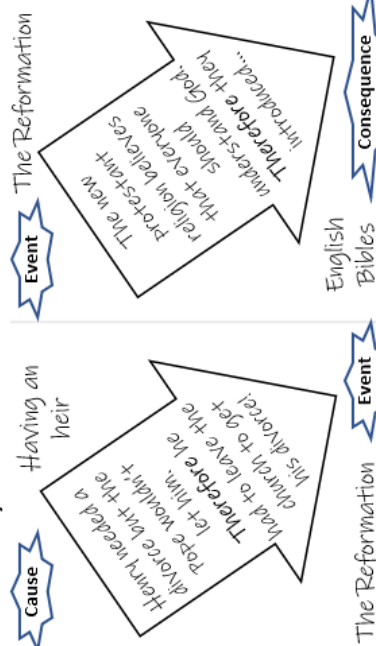 Cause
Having an
heir
Henry needed a
divorce but the
Pope wouldn't
let him.
Therefore he
had to leave the
church to get
his divorce!
The Reformation
Event
Event
The Reformation
The new
protestant
religion believes
that everyone
should
understand God.
Therefore they
introduced...
English
Bibles
Consequence